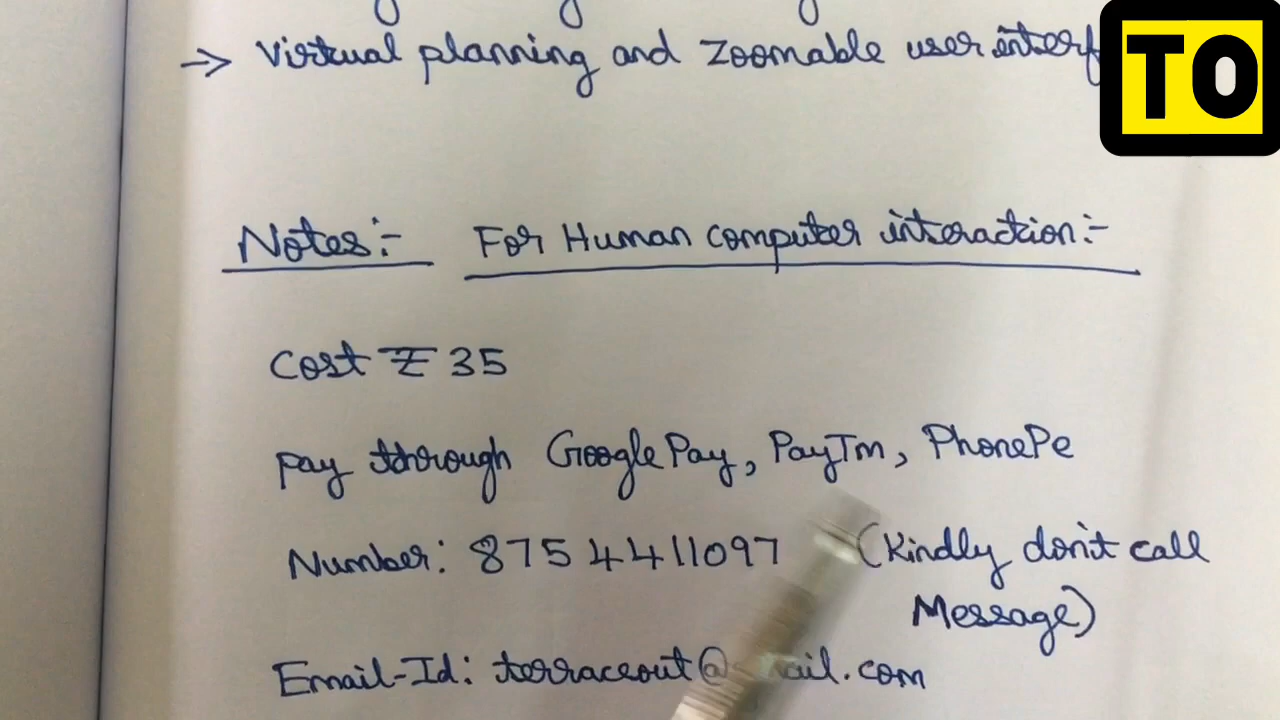 → Virtual planning and zoomable user interf
TO
Notes:- For Human computer interaction:-
Cost ₹ 35
Pay through GooglePay, PayTm, PhonePe
Number: 8754411097 (Kindly don't call
Message)
Email-Id: terraceout@ mail.com